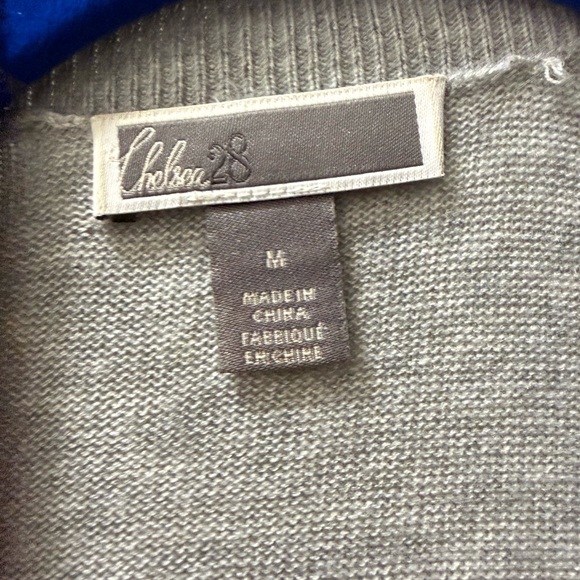 Chelsea28
M
MADE IN
CHINA
FABRIQUÉ
EN CHINE